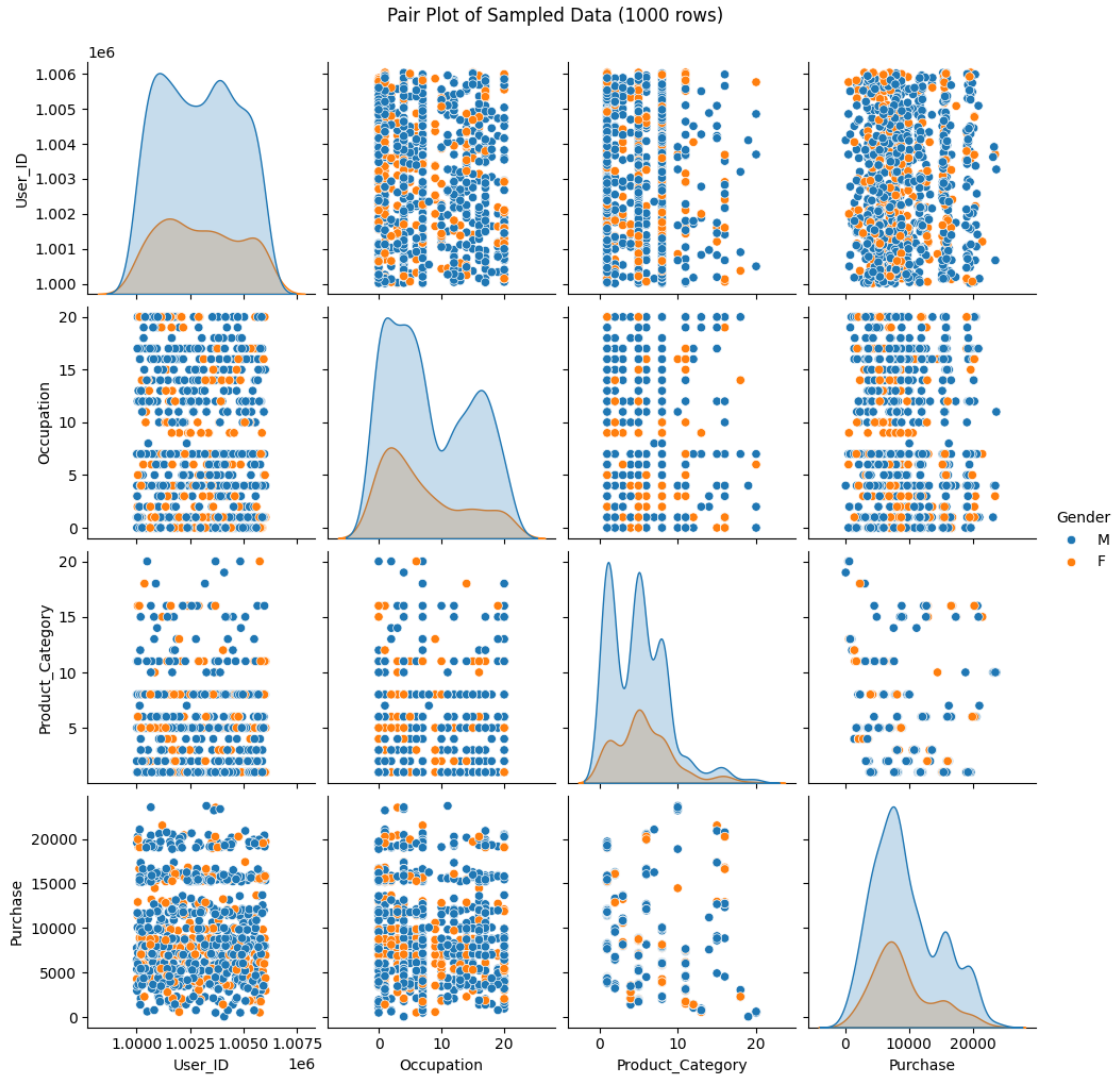 Pair Plot of Sampled Data (1000 rows)
1e6
1.006
1.005
1.004
1.003
1.002
1.001
1.000
User_ID
20
15
10
5
0
Occupation
Gender
M
F
20
15
10
5
Product_Category
20000
15000
10000
5000
0
Purchase
1.0000 1.0025 1.0050 1.0075
1e6
User_ID
0 10 20
Occupation
0 10 20
Product_Category
0 10000 20000
Purchase